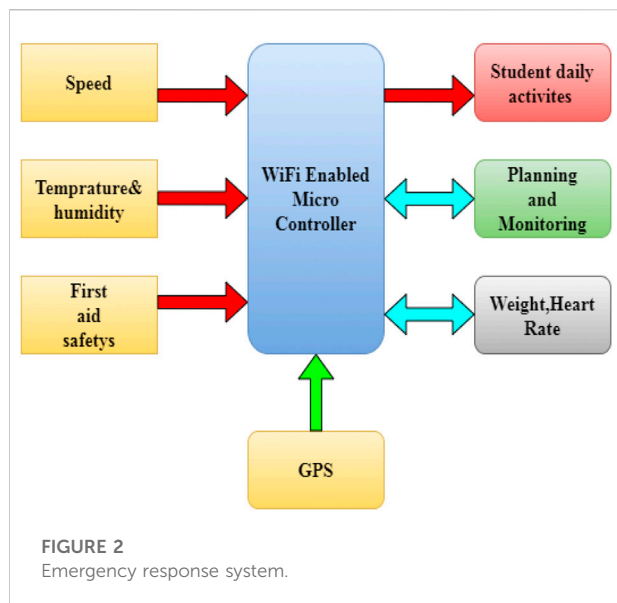 Speed
Temprature&
humidity
First
aid
safetys
WiFi Enabled
Micro
Controller
Student daily
activites
Planning
and
Monitoring
Weight,Heart
Rate
GPS
FIGURE 2
Emergency response system.